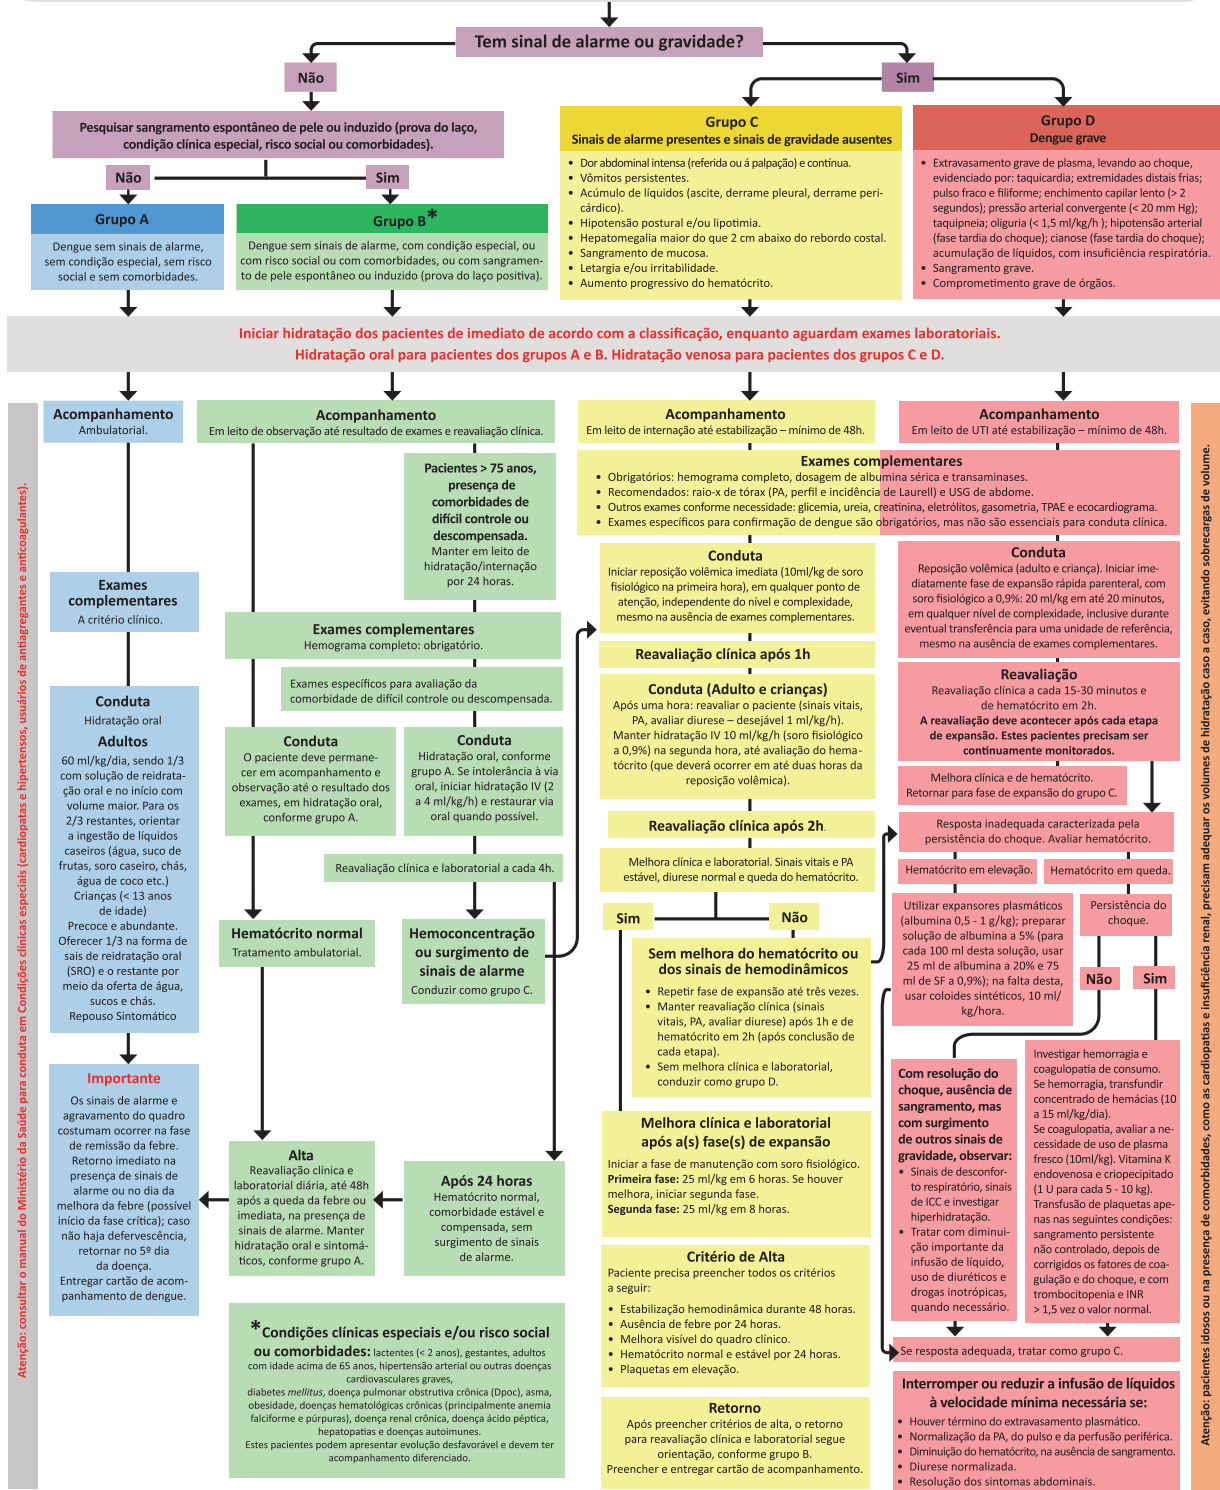 Tem sinal de alarme ou gravidade?
Não
Sim
Pesquisar sangramento espontâneo de pele ou induzido (prova do laço,
condição clínica especial, risco social ou comorbidades).
Não
Sim
Grupo A
Dengue sem sinais de alarme,
sem condição especial, sem risco
social e sem comorbidades.
Grupo B*
Dengue sem sinais de alarme, com condição especial, ou
com risco social ou com comorbidades, ou com sangramen-
to de pele espontâneo ou induzido (prova do laço positiva).
Grupo C
Sinais de alarme presentes e sinais de gravidade ausentes
• Dor abdominal intensa (referida ou á palpação) e contínua.
• Vômitos persistentes.
• Acúmulo de líquidos (ascite, derrame pleural, derrame peri-
cárdico).
• Hipotensão postural e/ou lipotimia.
• Hepatomegalia maior do que 2 cm abaixo do rebordo costal.
• Sangramento de mucosa.
• Letargia e/ou irritabilidade.
• Aumento progressivo do hematócrito.
Grupo D
Dengue grave
• Extravasamento grave de plasma, levando ao choque,
evidenciado por: taquicardia; extremidades distais frias;
pulso fraco e filiforme; enchimento capilar lento (> 2
segundos); pressão arterial convergente (< 20 mm Hg);
taquipneia; oliguria (< 1,5 ml/kg/h ); hipotensão arterial
(fase tardia do choque); cianose (fase tardia do choque);
acumulação de líquidos, com insuficiência respiratória.
• Sangramento grave.
• Comprometimento grave de órgãos.
Iniciar hidratação dos pacientes de imediato de acordo com a classificação, enquanto aguardam exames laboratoriais.
Hidratação oral para pacientes dos grupos A e B. Hidratação venosa para pacientes dos grupos C e D.
Atenção: consultar o manual do Ministério da Saúde para conduta em Condições clínicas especiais (cardiopatas e hipertensos, usuários de antiagregantes e anticoagulantes).
Acompanhamento
Ambulatorial.
Exames
complementares
A critério clínico.
Conduta
Hidratação oral
Adultos
60 ml/kg/dia, sendo 1/3
com solução de reidrata-
ção oral e no início com
volume maior. Para os
2/3 restantes, orientar
a ingestão de líquidos
caseiros (água, suco de
frutas, soro caseiro, chás,
água de coco etc.)
Crianças (< 13 anos
de idade)
Precoce e abundante.
Oferecer 1/3 na forma de
sais de reidratação oral
(SRO) e o restante por
meio da oferta de água,
sucos e chás.
Repouso Sintomático
Importante
Os sinais de alarme e
agravamento do quadro
costumam ocorrer na fase
de remissão da febre.
Retorno imediato na
presença de sinais de
alarme ou no dia da
melhora da febre (possível
início da fase crítica); caso
não haja defervescência,
retornar no 5º dia
da doença.
Entregar cartão de acom-
panhamento de dengue.
Acompanhamento
Em leito de observação até resultado de exames e reavaliação clínica.
Pacientes > 75 anos,
presença de
comorbidades de
difícil controle ou
descompensada.
Manter em leito de
hidratação/internação
por 24 horas.
Exames complementares
Hemograma completo: obrigatório.
Exames específicos para avaliação da
comorbidade de difícil controle ou descompensada.
Conduta
O paciente deve permane-
cer em acompanhamento e
observação até o resultado dos
exames, em hidratação oral,
conforme grupo A.
Conduta
Hidratação oral, conforme
grupo A. Se intolerância à via
oral, iniciar hidratação IV (2
a 4 ml/kg/h) e restaurar via
oral quando possível.
Reavaliação clínica e laboratorial a cada 4h.
Hematócrito normal
Tratamento ambulatorial.
Hemoconcentração
ou surgimento de
sinais de alarme
Conduzir como grupo C.
Alta
Reavaliação clínica e
laboratorial diária, até 48h
após a queda da febre ou
imediata, na presença de
sinais de alarme. Manter
hidratação oral e sintomá-
ticos, conforme grupo A.
Após 24 horas
Hematócrito normal,
comorbidade estável e
compensada, sem
surgimento de sinais
de alarme.
*Condições clínicas especiais e/ou risco social
ou comorbidades: lactentes (< 2 anos), gestantes, adultos
com idade acima de 65 anos, hipertensão arterial ou outras doenças
cardiovasculares graves,
diabetes mellitus, doença pulmonar obstrutiva crônica (Dpoc), asma,
obesidade, doenças hematológicas crônicas (principalmente anemia
falciforme e púrpuras), doença renal crônica, doença ácido péptica,
hepatopatias e doenças autoimunes.
Estes pacientes podem apresentar evolução desfavorável e devem ter
acompanhamento diferenciado.
Acompanhamento
Em leito de internação até estabilização – mínimo de 48h.
Acompanhamento
Em leito de UTI até estabilização – mínimo de 48h.
Exames complementares
• Obrigatórios: hemograma completo, dosagem de albumina sérica e transaminases.
• Recomendados: raio-x de tórax (PA, perfil e incidência de Laurell) e USG de abdome.
• Outros exames conforme necessidade: glicemia, ureia, creatinina, eletrólitos, gasometria, TPAE e ecocardiograma.
• Exames específicos para confirmação de dengue são obrigatórios, mas não são essenciais para conduta clínica.
Conduta
Iniciar reposição volêmica imediata (10ml/kg de soro
fisiológico na primeira hora), em qualquer ponto de
atenção, independente do nível e complexidade,
mesmo na ausência de exames complementares.
Reavaliação clínica após 1h
Conduta (Adulto e crianças)
Após uma hora: reavaliar o paciente (sinais vitais,
PA, avaliar diurese – desejável 1 ml/kg/h).
Manter hidratação IV 10 ml/kg/h (soro fisiológico
a 0,9%) na segunda hora, até avaliação do hema-
tócrito (que deverá ocorrer em até duas horas da
reposição volêmica).
Reavaliação clínica após 2h.
Melhora clínica e laboratorial. Sinais vitais e PA
estável, diurese normal e queda do hematócrito.
Sim
Não
Sem melhora do hematócrito ou
dos sinais de hemodinâmicos
• Repetir fase de expansão até três vezes.
• Manter reavaliação clínica (sinais
vitais, PA, avaliar diurese) após 1h e de
hematócrito em 2h (após conclusão de
cada etapa).
• Sem melhora clínica e laboratorial,
conduzir como grupo D.
Melhora clínica e laboratorial
após a(s) fase(s) de expansão
Iniciar a fase de manutenção com soro fisiológico.
Primeira fase: 25 ml/kg em 6 horas. Se houver
melhora, iniciar segunda fase.
Segunda fase: 25 ml/kg em 8 horas.
Critério de Alta
Paciente precisa preencher todos os critérios
a seguir:
• Estabilização hemodinâmica durante 48 horas.
• Ausência de febre por 24 horas.
• Melhora visível do quadro clínico.
• Hematócrito normal e estável por 24 horas.
• Plaquetas em elevação.
Retorno
Após preencher critérios de alta, o retorno
para reavaliação clínica e laboratorial segue
orientação, conforme grupo B.
Preencher e entregar cartão de acompanhamento.
Conduta
Reposição volêmica (adulto e criança). Iniciar ime-
diatamente fase de expansão rápida parenteral, com
soro fisiológico a 0,9%: 20 ml/kg em até 20 minutos,
em qualquer nível de complexidade, inclusive durante
eventual transferência para uma unidade de referência,
mesmo na ausência de exames complementares.
Reavaliação
Reavaliação clínica a cada 15-30 minutos e
de hematócrito em 2h.
A reavaliação deve acontecer após cada etapa
de expansão. Estes pacientes precisam ser
continuamente monitorados.
Melhora clínica e de hematócrito.
Retornar para fase de expansão do grupo C.
Resposta inadequada caracterizada pela
persistência do choque. Avaliar hematócrito.
Hematócrito em elevação.
Hematócrito em queda.
Utilizar expansores plasmáticos
(albumina 0,5 - 1 g/kg); preparar
solução de albumina a 5% (para
cada 100 ml desta solução, usar
25 ml de albumina a 20% e 75
ml de SF a 0,9%); na falta desta,
usar coloides sintéticos, 10 ml/
kg/hora.
Persistência do
choque.
Não
Sim
Com resolução do
choque, ausência de
sangramento, mas
com surgimento
de outros sinais de
gravidade, observar:
• Sinais de desconfor-
to respiratório, sinais
de ICC e investigar
hiperhidratação.
• Tratar com diminui-
ção importante da
infusão de líquido,
uso de diuréticos e
drogas inotrópicas,
quando necessário.
Investigar hemorragia e
coagulopatia de consumo.
Se hemorragia, transfundir
concentrado de hemácias (10
a 15 ml/kg/dia).
Se coagulopatia, avaliar a ne-
cessidade de uso de plasma
fresco (10ml/kg). Vitamina K
endovenosa e criopecipitado
(1 U para cada 5 - 10 kg).
Transfusão de plaquetas ape-
nas nas seguintes condições:
sangramento persistente
não controlado, depois de
corrigidos os fatores de coa-
gulação e do choque, e com
trombocitopenia e INR
> 1,5 vez o valor normal.
Se resposta adequada, tratar como grupo C.
Interromper ou reduzir a infusão de líquidos
à velocidade mínima necessária se:
• Houver término do extravasamento plasmático.
• Normalização da PA, do pulso e da perfusão periférica.
• Diminuição do hematócrito, na ausência de sangramento.
• Diurese normalizada.
• Resolução dos sintomas abdominais.
Atenção: pacientes idosos ou na presença de comorbidades, como as cardiopatias e insuficiência renal, precisam adequar os volumes de hidratação caso a caso, evitando sobrecargas de volume.